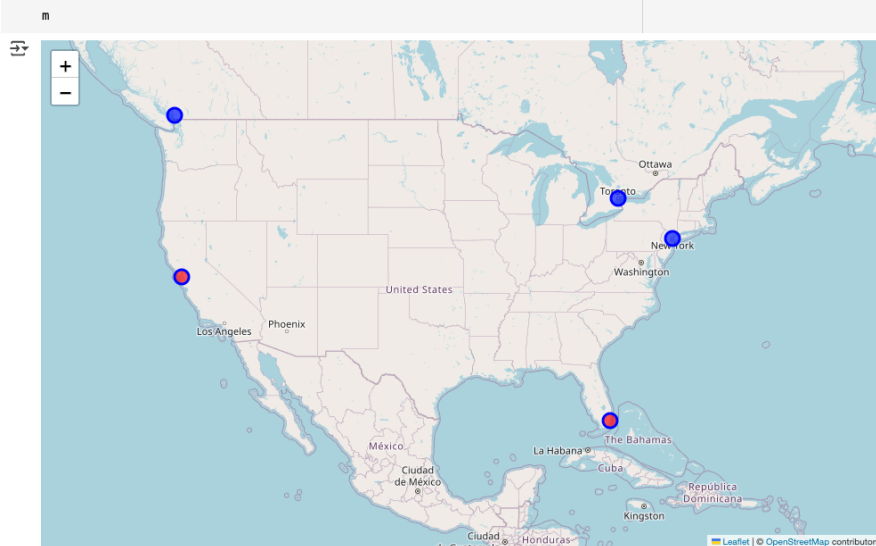 m
+
−
Ottawa
Toronto
New York
Washington
United States
Los Angeles
Phoenix
The Bahamas
La Habana
México
Cuba
Ciudad
de México
República
Dominicana
Kingston
Ciudad
Honduras
Leaflet | © OpenStreetMap contributor